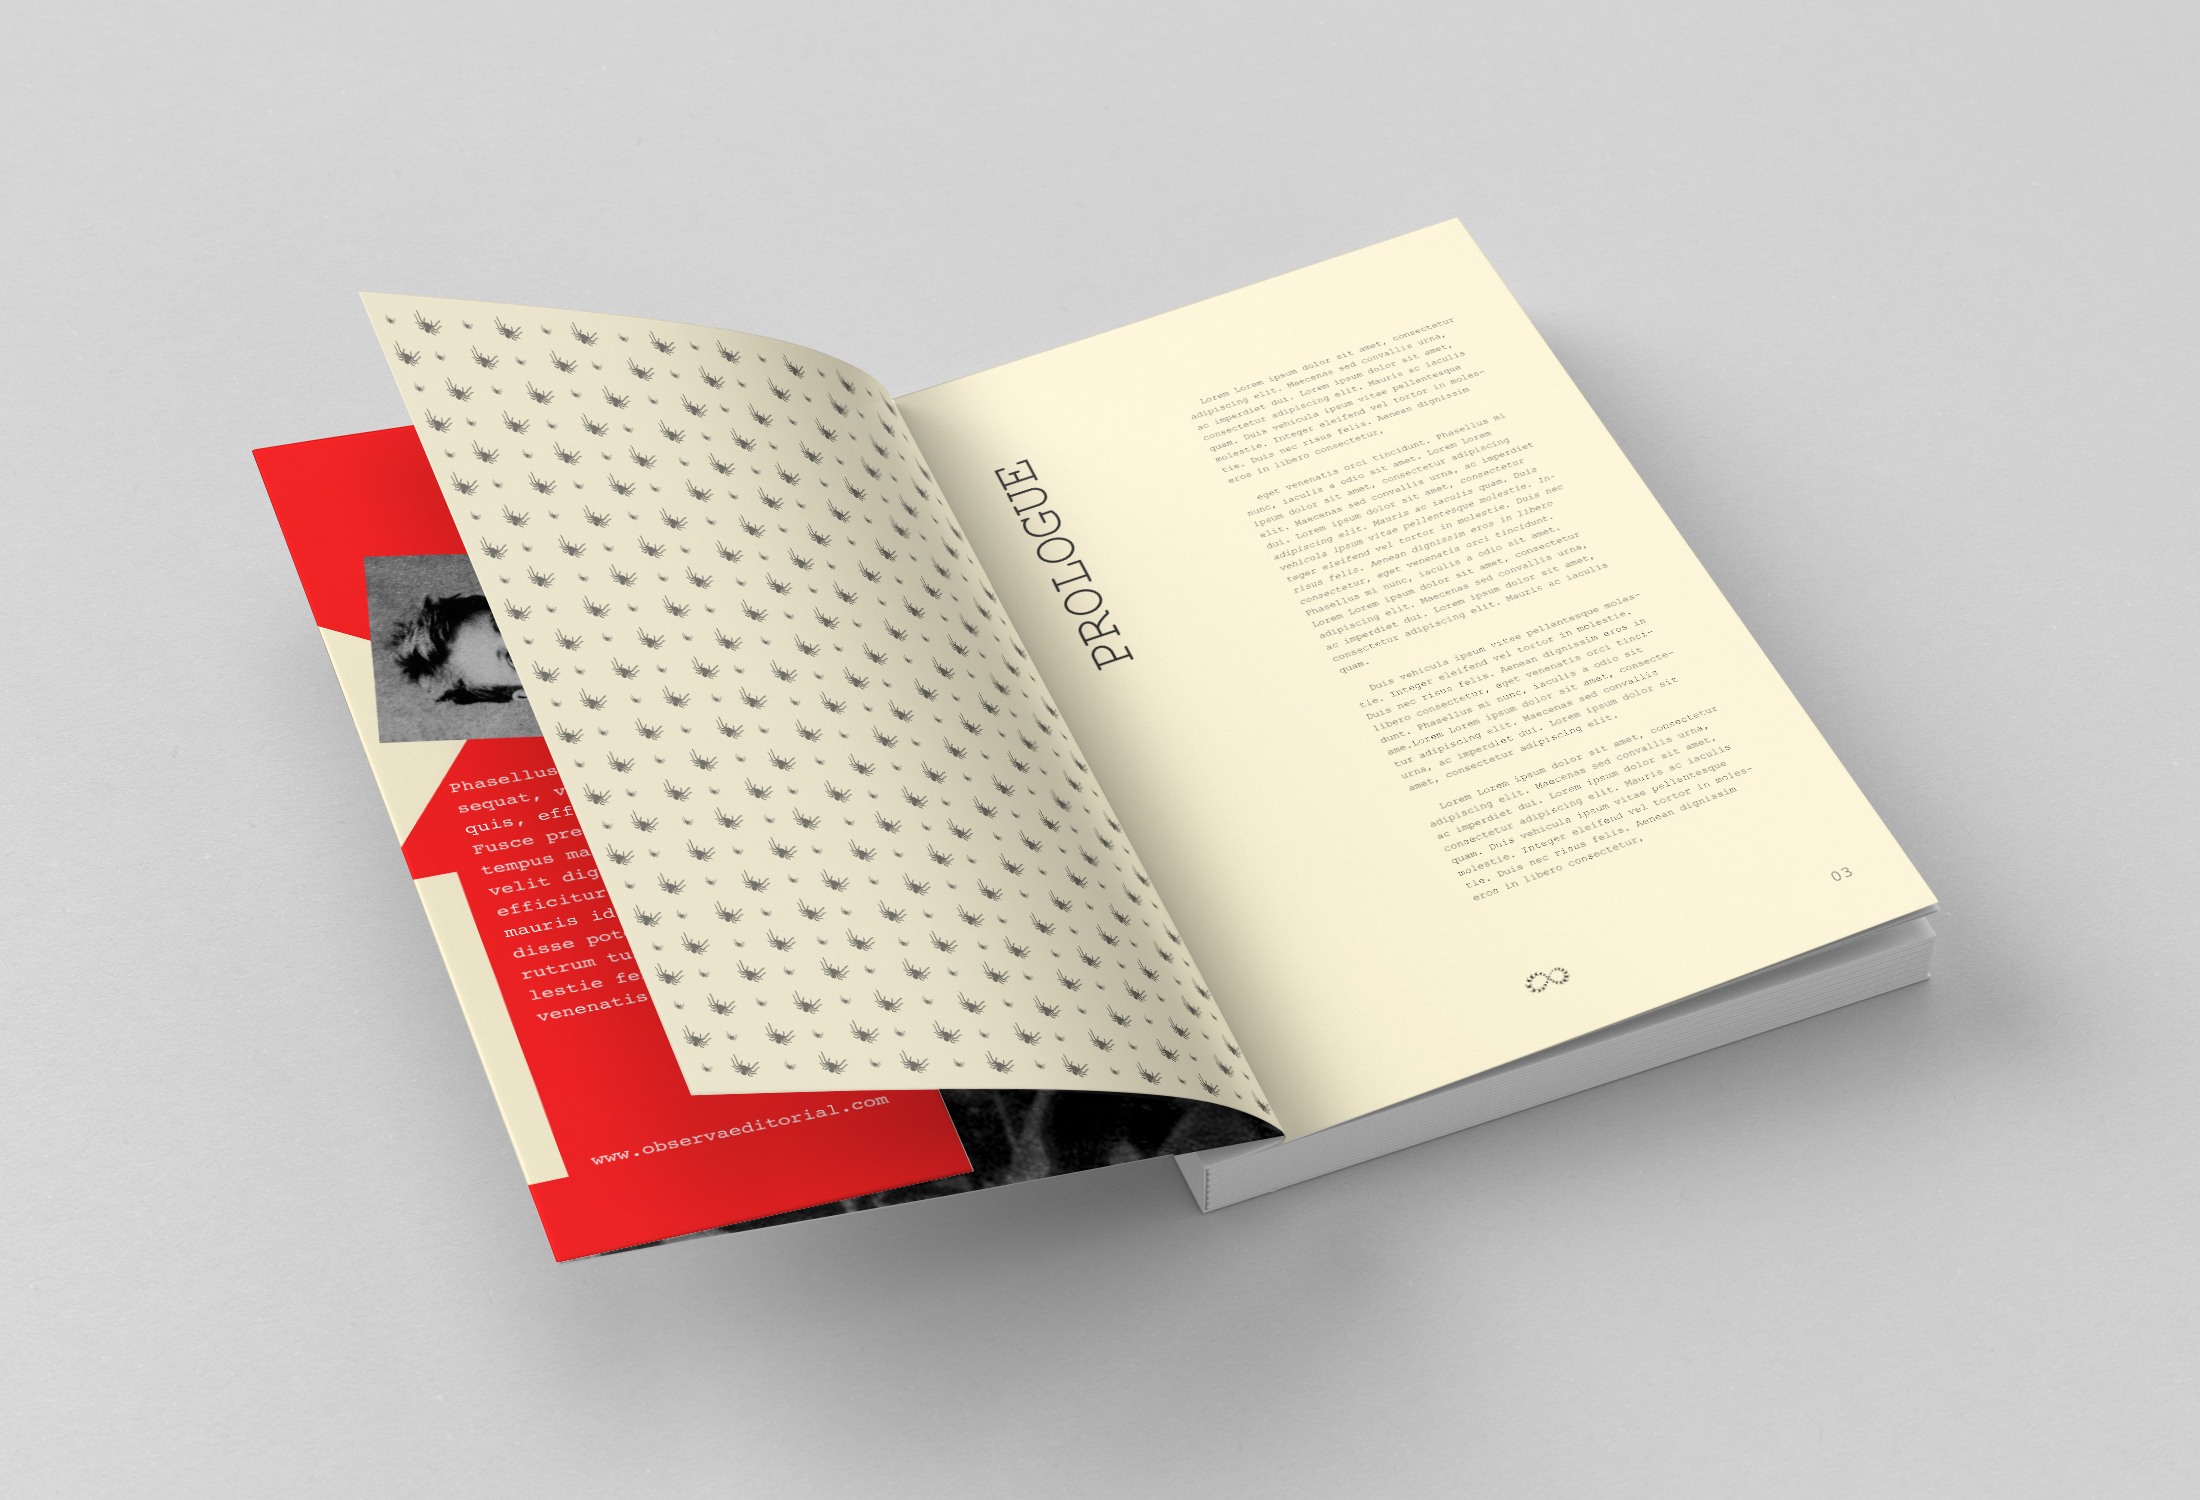 Phasellus
sequat, v
quis, eff
Fusce pre
tempus ma
velit dig
efficitur
mauris id
disse pot
rutrum tu
lestie fe
venenatis
www.observaeditorial.com
PROLOGUE
Lorem Lorem ipsum dolor sit amet, consectetur
adipiscing elit. Maecenas sed convallis urna,
ac imperdiet dui. Lorem ipsum dolor sit amet,
consectetur adipiscing elit. Mauris ac iaculis
quam. Duis vehicula ipsum vitae pellentesque
molestie. Integer eleifend vel tortor in moles-
tie. Duis nec risus felis. Aenean dignissim
eros in libero consectetur,
eget venenatis orci tincidunt. Phasellus mi
nunc, iaculis a odio sit amet. Lorem Lorem
ipsum dolor sit amet, consectetur adipiscing
elit. Maecenas sed convallis urna, ac imperdiet
dui. Lorem ipsum dolor sit amet, consectetur
adipiscing elit. Mauris ac iaculis quam. Duis
vehicula ipsum vitae pellentesque molestie. In-
teger eleifend vel tortor in molestie. Duis nec
risus felis. Aenean dignissim eros in libero
consectetur, eget venenatis orci tincidunt.
Phasellus mi nunc, iaculis a odio sit amet.
Lorem Lorem ipsum dolor sit amet, consectetur
adipiscing elit. Maecenas sed convallis urna,
ac imperdiet dui. Lorem ipsum dolor sit amet,
consectetur adipiscing elit. Mauris ac iaculis
quam.
Duis vehicula ipsum vitae pellentesque moles-
tie. Integer eleifend vel tortor in molestie.
Duis nec risus felis. Aenean dignissim eros in
libero consectetur, eget venenatis orci tinci-
dunt. Phasellus mi nunc, iaculis a odio sit
ame.Lorem Lorem ipsum dolor sit amet, consecte-
tur adipiscing elit. Maecenas sed convallis
urna, ac imperdiet dui. Lorem ipsum dolor sit
amet, consectetur adipiscing elit.
Lorem Lorem ipsum dolor sit amet, consectetur
adipiscing elit. Maecenas sed convallis urna,
ac imperdiet dui. Lorem ipsum dolor sit amet,
consectetur adipiscing elit. Mauris ac iaculis
quam. Duis vehicula ipsum vitae pellentesque
molestie. Integer eleifend vel tortor in moles-
tie. Duis nec risus felis. Aenean dignissim
eros in libero consectetur,
03